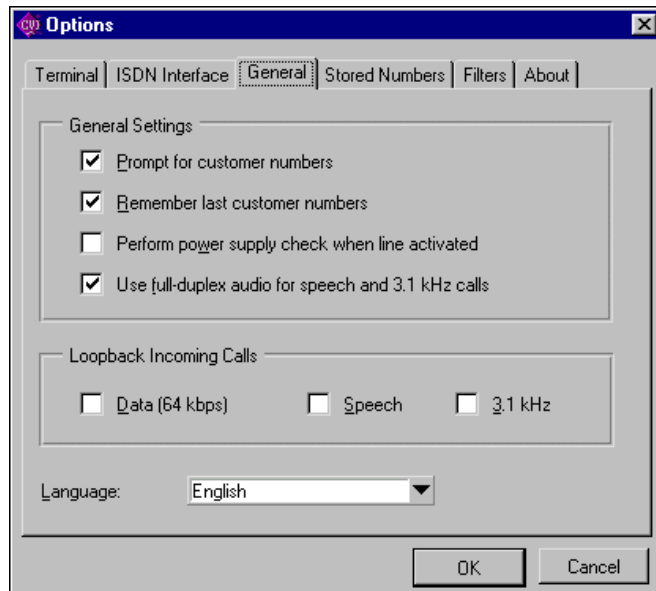 CVI Options
Terminal ISDN Interface General Stored Numbers Filters About
General Settings
Prompt for customer numbers
Remember last customer numbers
Perform power supply check when line activated
Use full-duplex audio for speech and 3.1 kHz calls
Loopback Incoming Calls
Data (64 kbps) Speech 3.1 kHz
Language: English
OK Cancel